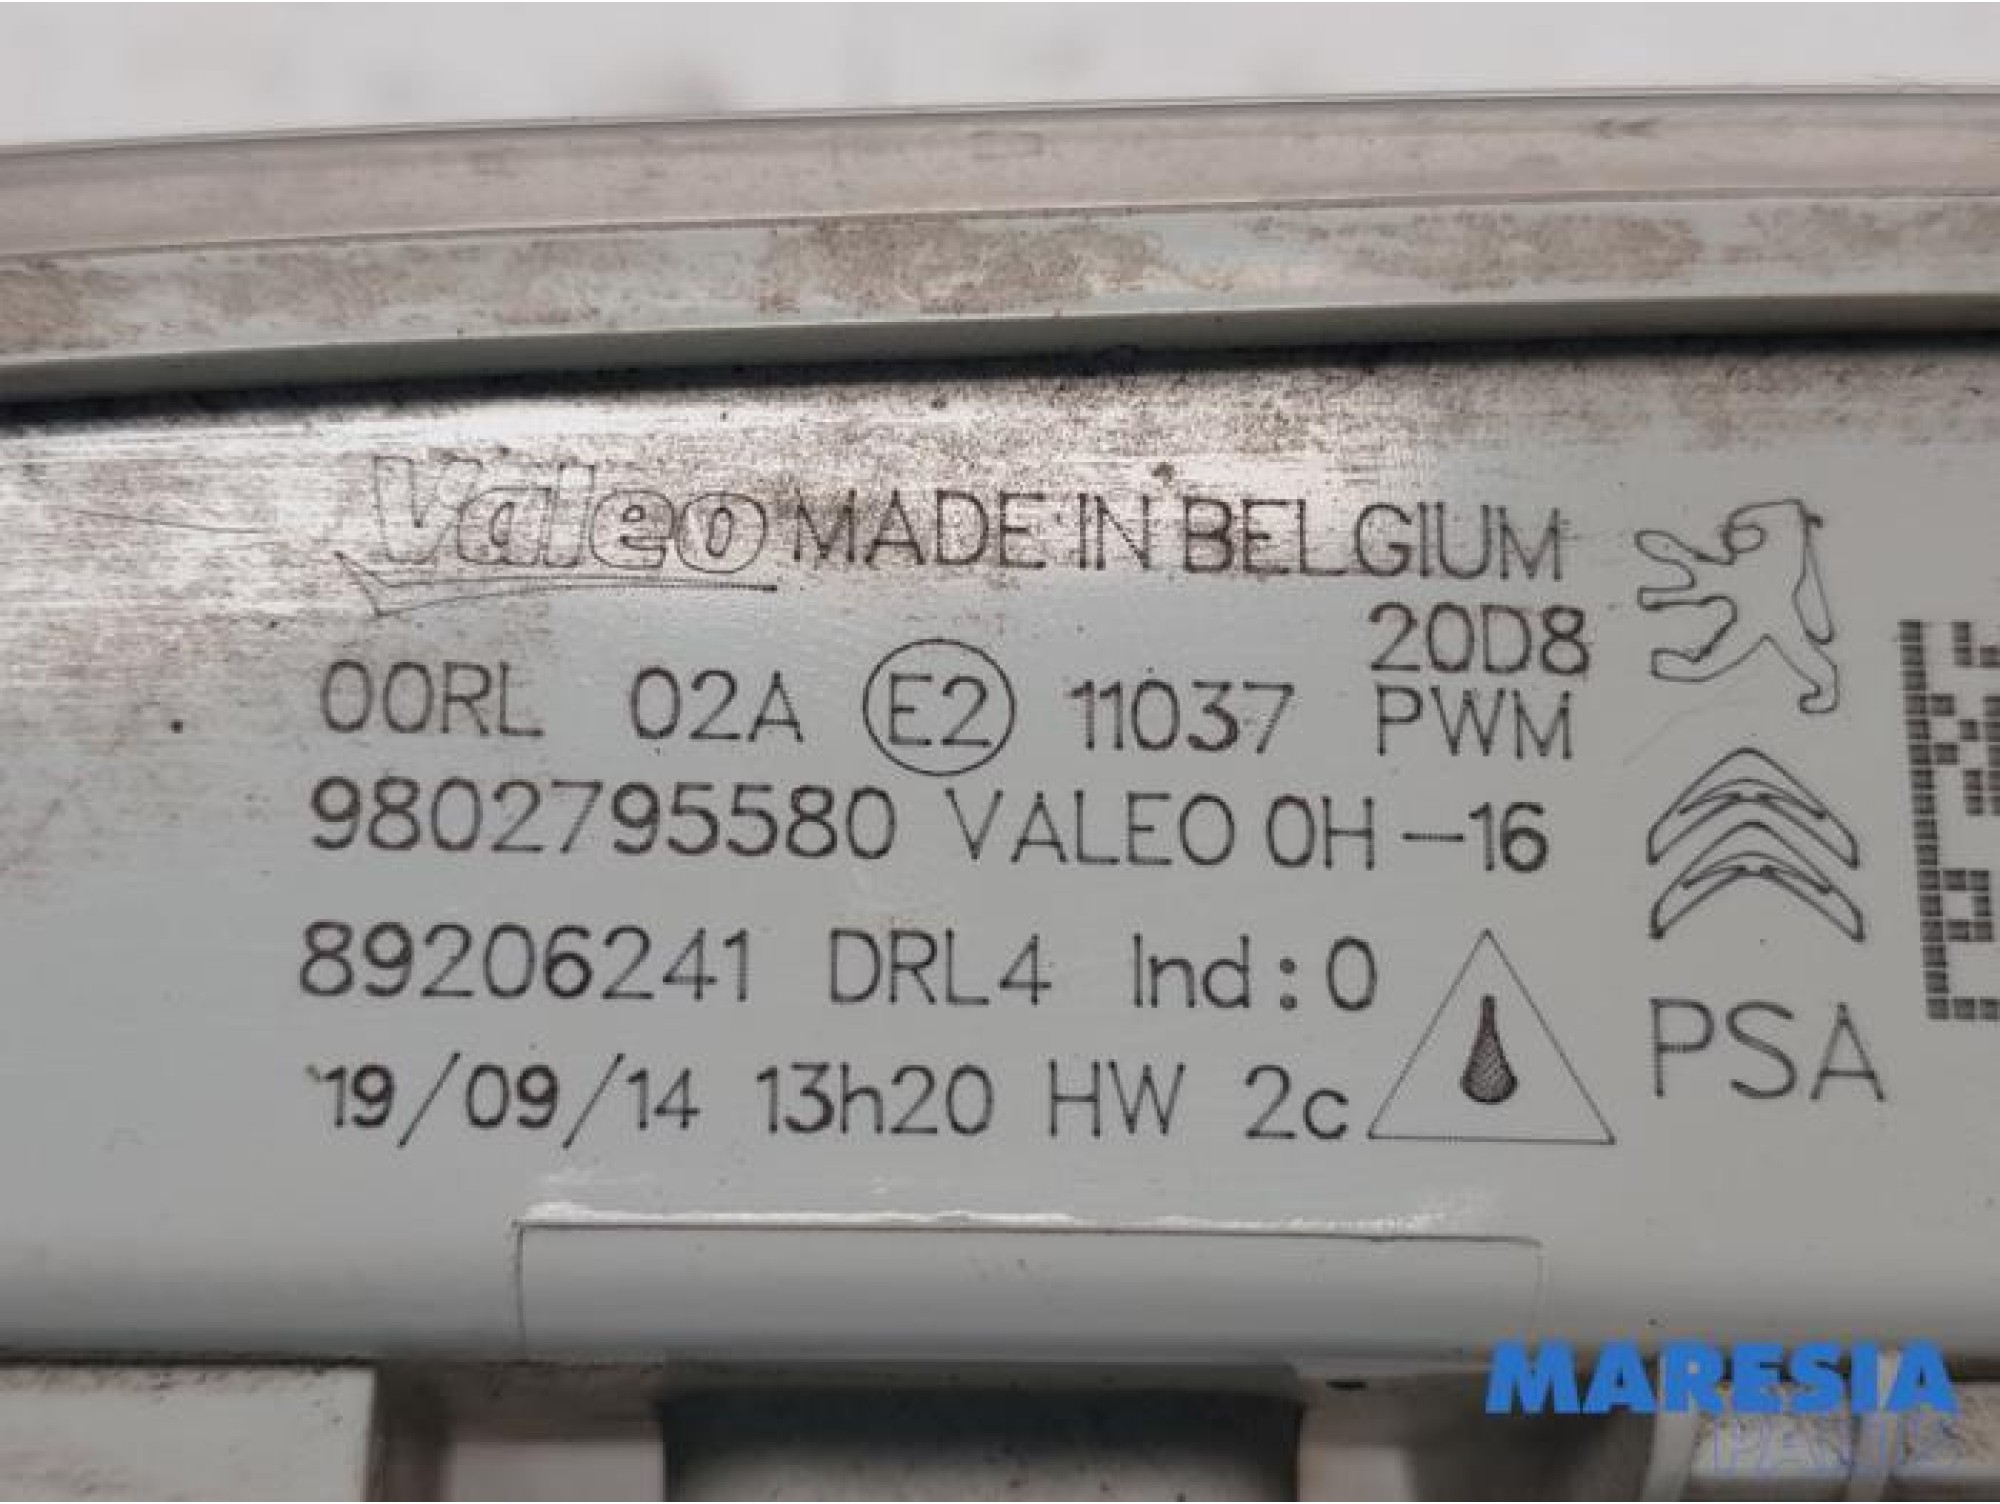 Valeo MADE IN BELGIUM
20D8
00RL 02A E2 11037 PWM
9802795580 VALEO 0H-16
89206241 DRL4 Ind:0
19/09/14 13h20 HW 2c
PSA
MARESIA
PARTS